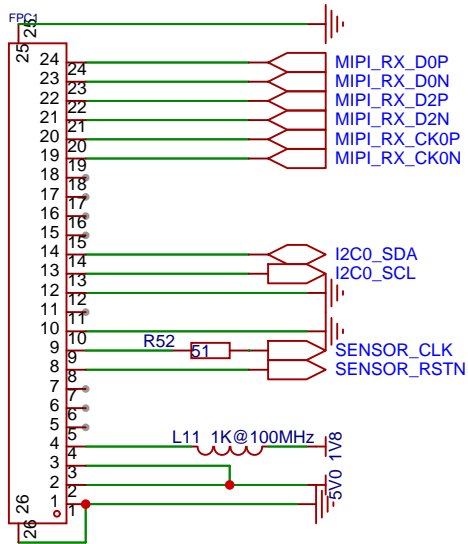 FPC1
25 25
24 24 MIPI_RX_D0P
23 23 MIPI_RX_D0N
22 22 MIPI_RX_D2P
21 21 MIPI_RX_D2N
20 20 MIPI_RX_CK0P
19 19 MIPI_RX_CK0N
18 18
17 17
16 16
15 15
14 14 I2C0_SDA
13 13 I2C0_SCL
12 12
11 11
10 10
9 9 R52 51 SENSOR_CLK
8 8 SENSOR_RSTN
7 7
6 6
5 5
4 4 L11 1K@100MHz 1V8
3 3
2 2 5V0
1 1
26 26